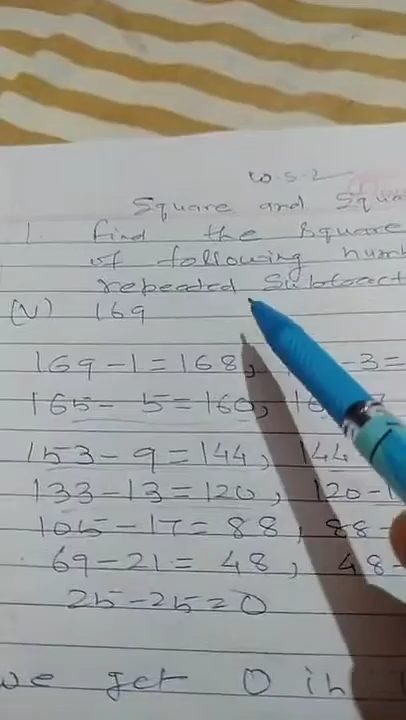 W.S-2
Square and Squa
1. Find the square
of following numb
repeated Subtract
(V) 169
169-1=168, -3=
165-5=160, 16
153-9=144, 144
133-13=120, 120-1
105-17=88, 88-
69-21=48, 48-
25-25=0
we get 0 in